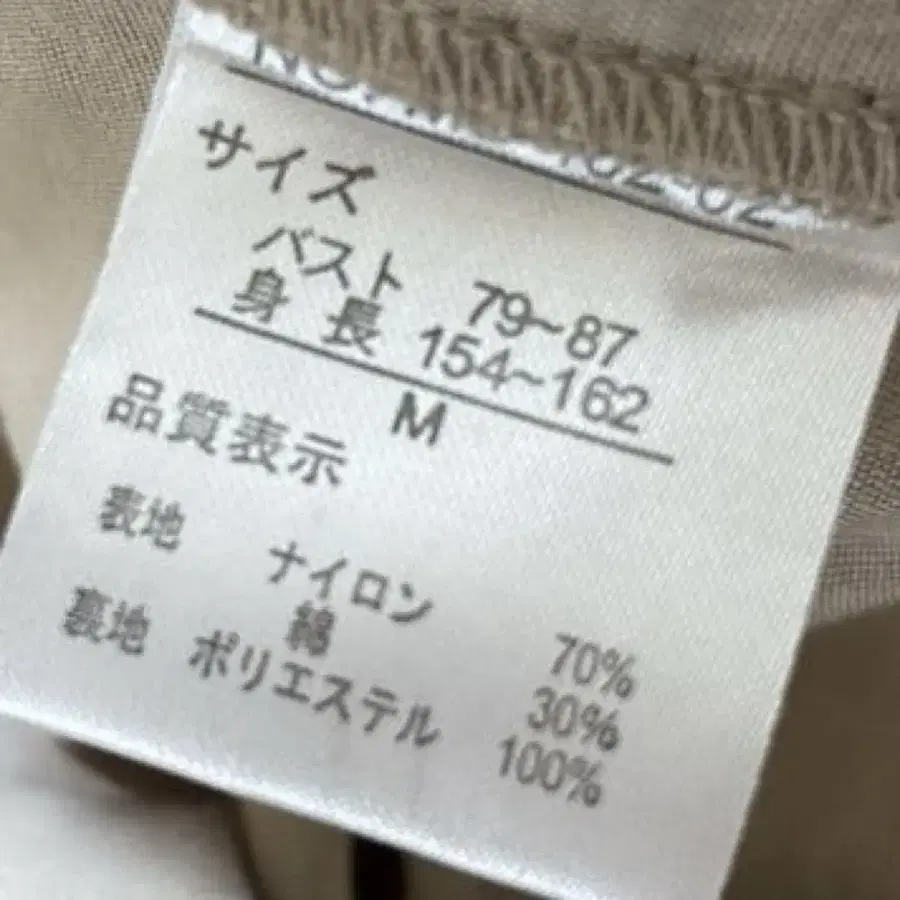 サイズ
バスト 79~87
身長 154~162
M
品質表示
表地 ナイロン 70%
綿 30%
裏地 ポリエステル 100%